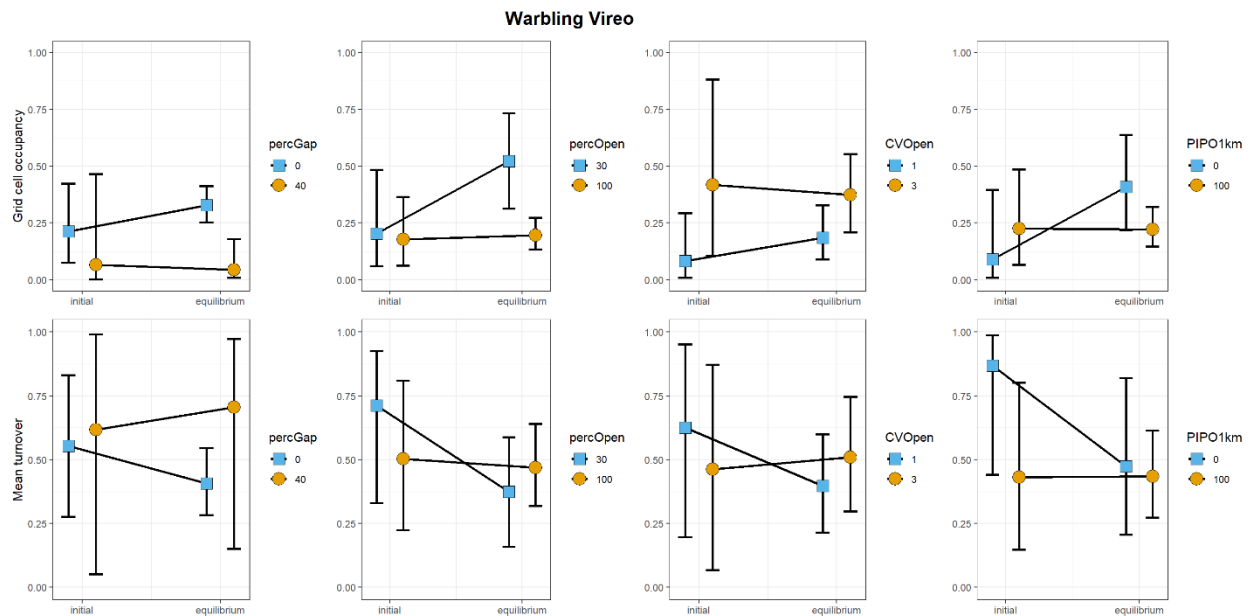 Warbling Vireo
Grid cell occupancy
1.00
0.75
0.50
0.25
0.00
initial
equilibrium
percGap
0
40
1.00
0.75
0.50
0.25
0.00
initial
equilibrium
percOpen
30
100
1.00
0.75
0.50
0.25
0.00
initial
equilibrium
CVOpen
1
3
1.00
0.75
0.50
0.25
0.00
initial
equilibrium
PIPO1km
0
100
Mean turnover
1.00
0.75
0.50
0.25
0.00
initial
equilibrium
percGap
0
40
1.00
0.75
0.50
0.25
0.00
initial
equilibrium
percOpen
30
100
1.00
0.75
0.50
0.25
0.00
initial
equilibrium
CVOpen
1
3
1.00
0.75
0.50
0.25
0.00
initial
equilibrium
PIPO1km
0
100